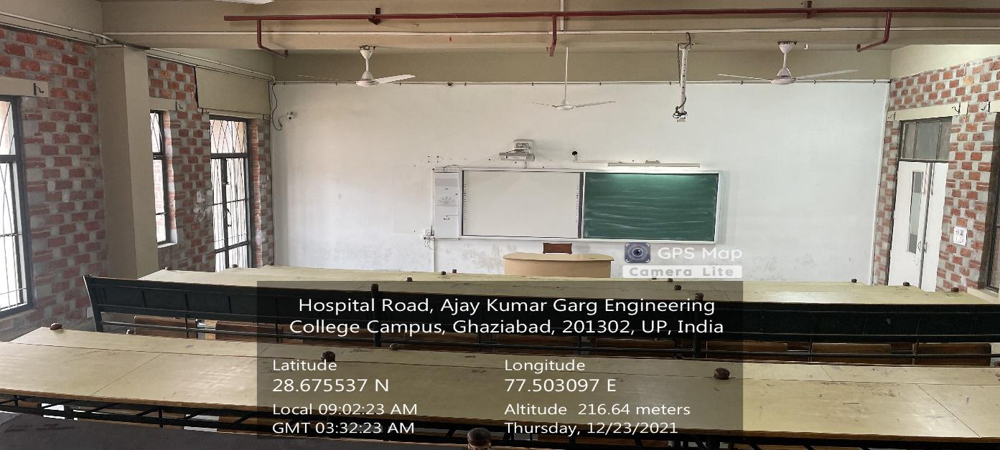 GPS Map
Camera Lite
Hospital Road, Ajay Kumar Garg Engineering
College Campus, Ghaziabad, 201302, UP, India
Latitude
28.675537 N
Longitude
77.503097 E
Local 09:02:23 AM
GMT 03:32:23 AM
Altitude 216.64 meters
Thursday, 12/23/2021